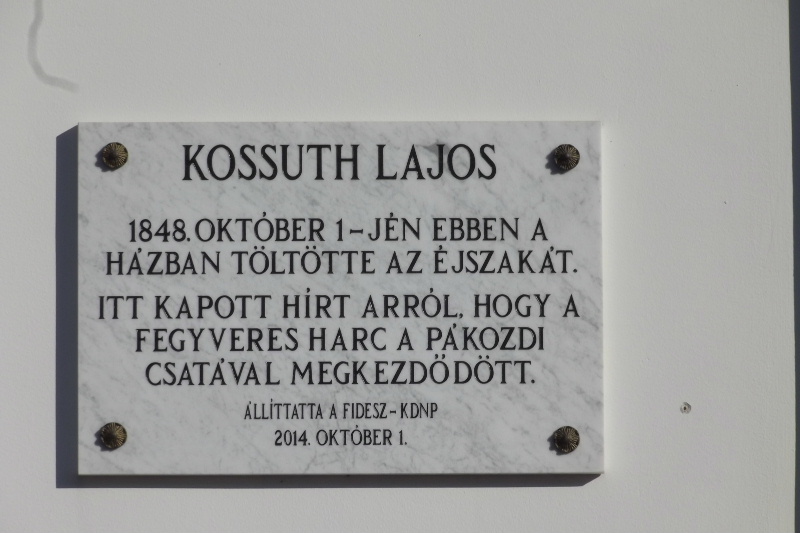 KOSSUTH LAJOS
1848. OKTÓBER 1-JÉN EBBEN A
HÁZBAN TÖLTÖTTE AZ ÉJSZAKÁT.
ITT KAPOTT HÍRT ARRÓL, HOGY A
FEGYVERES HARC A PÁKOZDI
CSATÁVAL MEGKEZDŐDÖTT.
ÁLLÍTTATTA A FIDESZ-KDNP
2014. OKTÓBER 1.